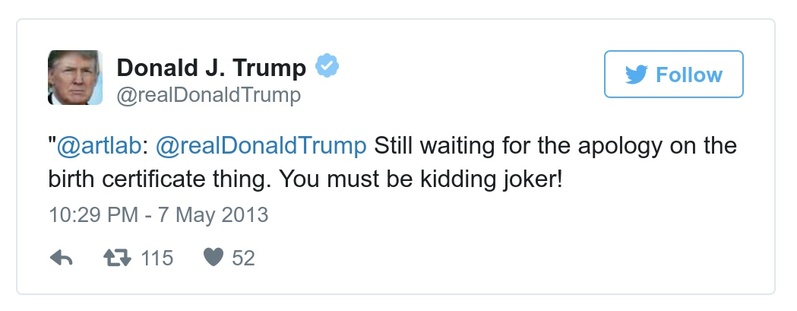 Donald J. Trump
@realDonaldTrump
Follow
"@artlab: @realDonaldTrump Still waiting for the apology on the
birth certificate thing. You must be kidding joker!
10:29 PM - 7 May 2013
115 52